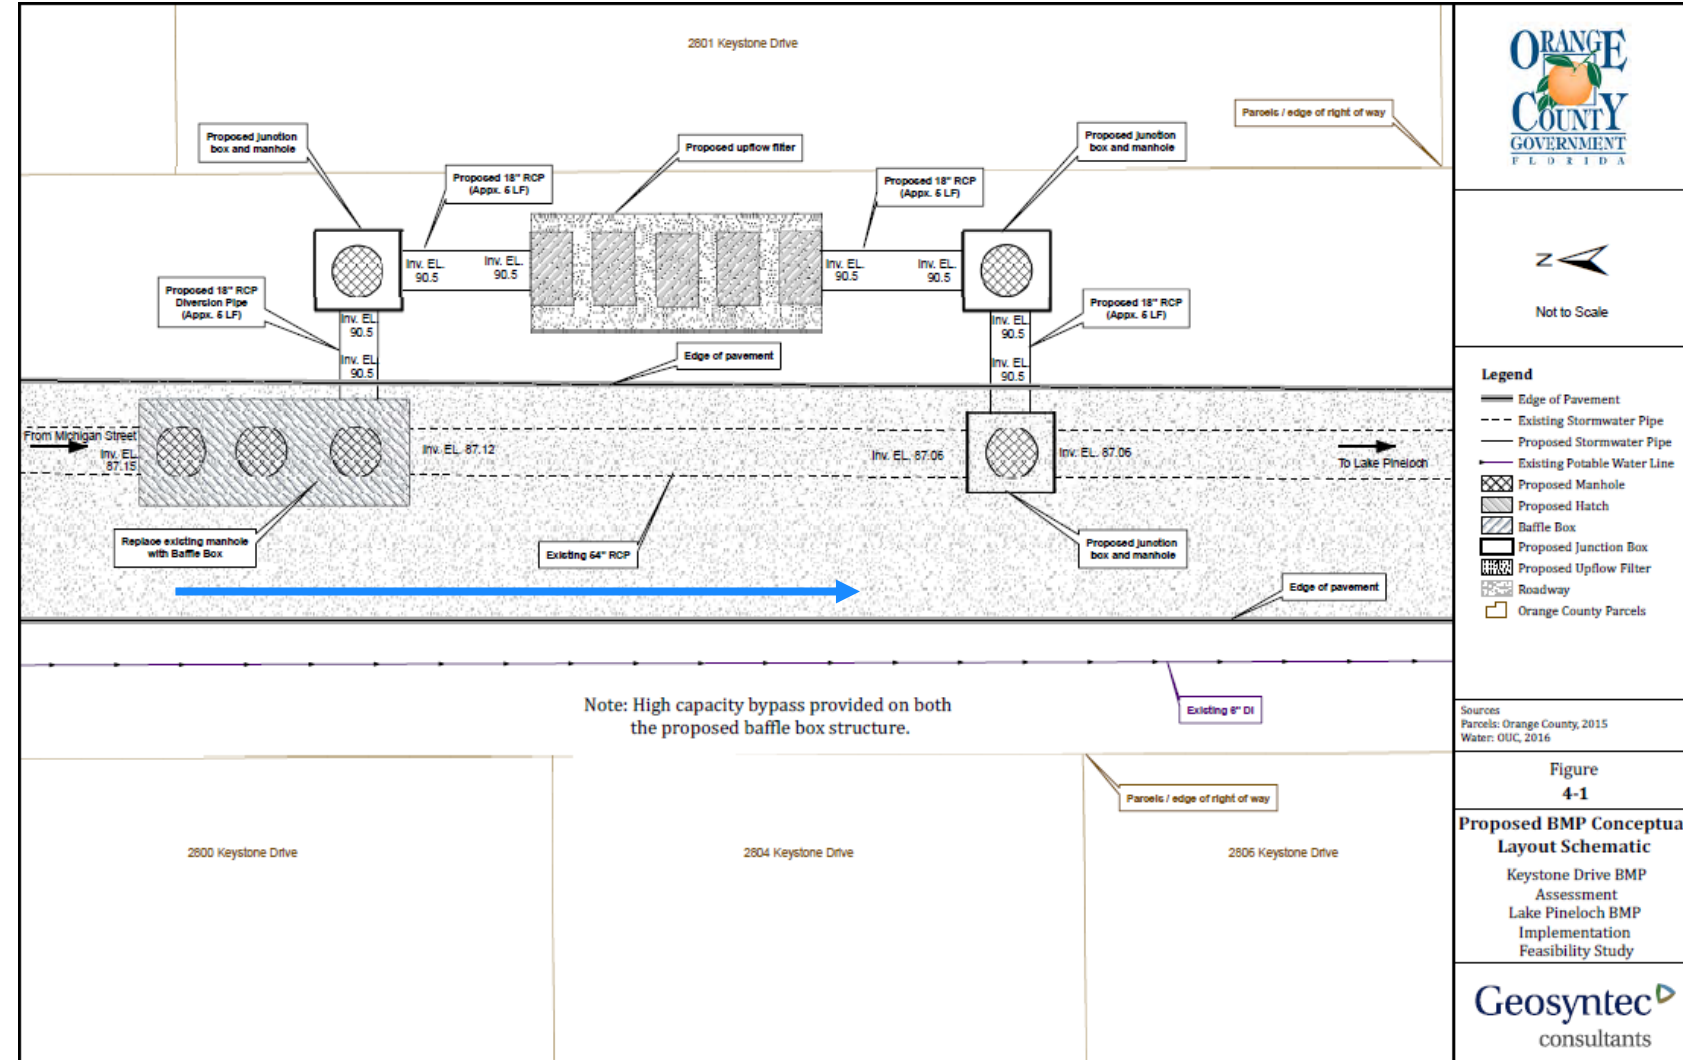 2801 Keystone Drive
Parcels / edge of right of way
Proposed junction
box and manhole
Proposed upflow filter
Proposed junction
box and manhole
Proposed 18" RCP
(Appx. 5 LF)
Proposed 18" RCP
(Appx. 5 LF)
Inv. EL.
90.5
Inv. EL.
90.5
Inv. EL.
90.5
Inv. EL.
90.5
Proposed 18" RCP
Diversion Pipe
(Appx. 5 LF)
Inv. EL.
90.5
Inv. EL.
90.5
Proposed 18" RCP
(Appx. 5 LF)
Inv. EL.
90.5
Inv. EL.
90.5
Edge of pavement
From Michigan Street
Inv. EL.
87.15
Inv. EL. 87.12
Inv. EL. 87.06
Inv. EL. 87.06
To Lake Pineloch
Replace existing manhole
with Baffle Box
Existing 54" RCP
Proposed junction
box and manhole
Edge of pavement
Note: High capacity bypass provided on both
the proposed baffle box structure.
Existing 6" DI
Parcels / edge of right of way
2800 Keystone Drive
2804 Keystone Drive
2806 Keystone Drive
ORANGE
COUNTY
GOVERNMENT
FLORIDA
N
Not to Scale
Legend
Edge of Pavement
Existing Stormwater Pipe
Proposed Stormwater Pipe
Existing Potable Water Line
Proposed Manhole
Proposed Hatch
Baffle Box
Proposed Junction Box
Proposed Upflow Filter
Roadway
Orange County Parcels
Sources
Parcels: Orange County, 2015
Water: OUC, 2016
Figure
4-1
Proposed BMP Conceptua
Layout Schematic
Keystone Drive BMP
Assessment
Lake Pineloch BMP
Implementation
Feasibility Study
Geosyntec
consultants